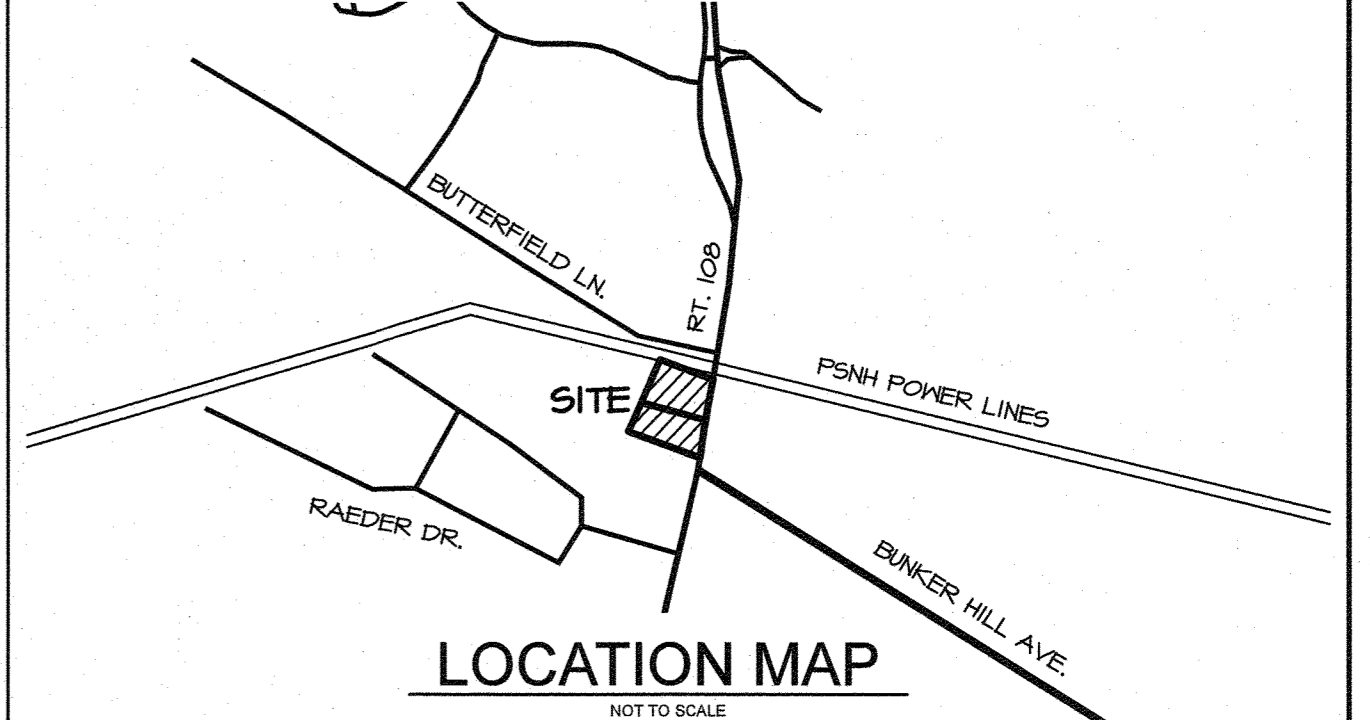 BUTTERFIELD LN.
RT. 108
PSNH POWER LINES
SITE
RAEDER DR.
BUNKER HILL AVE.
LOCATION MAP
NOT TO SCALE